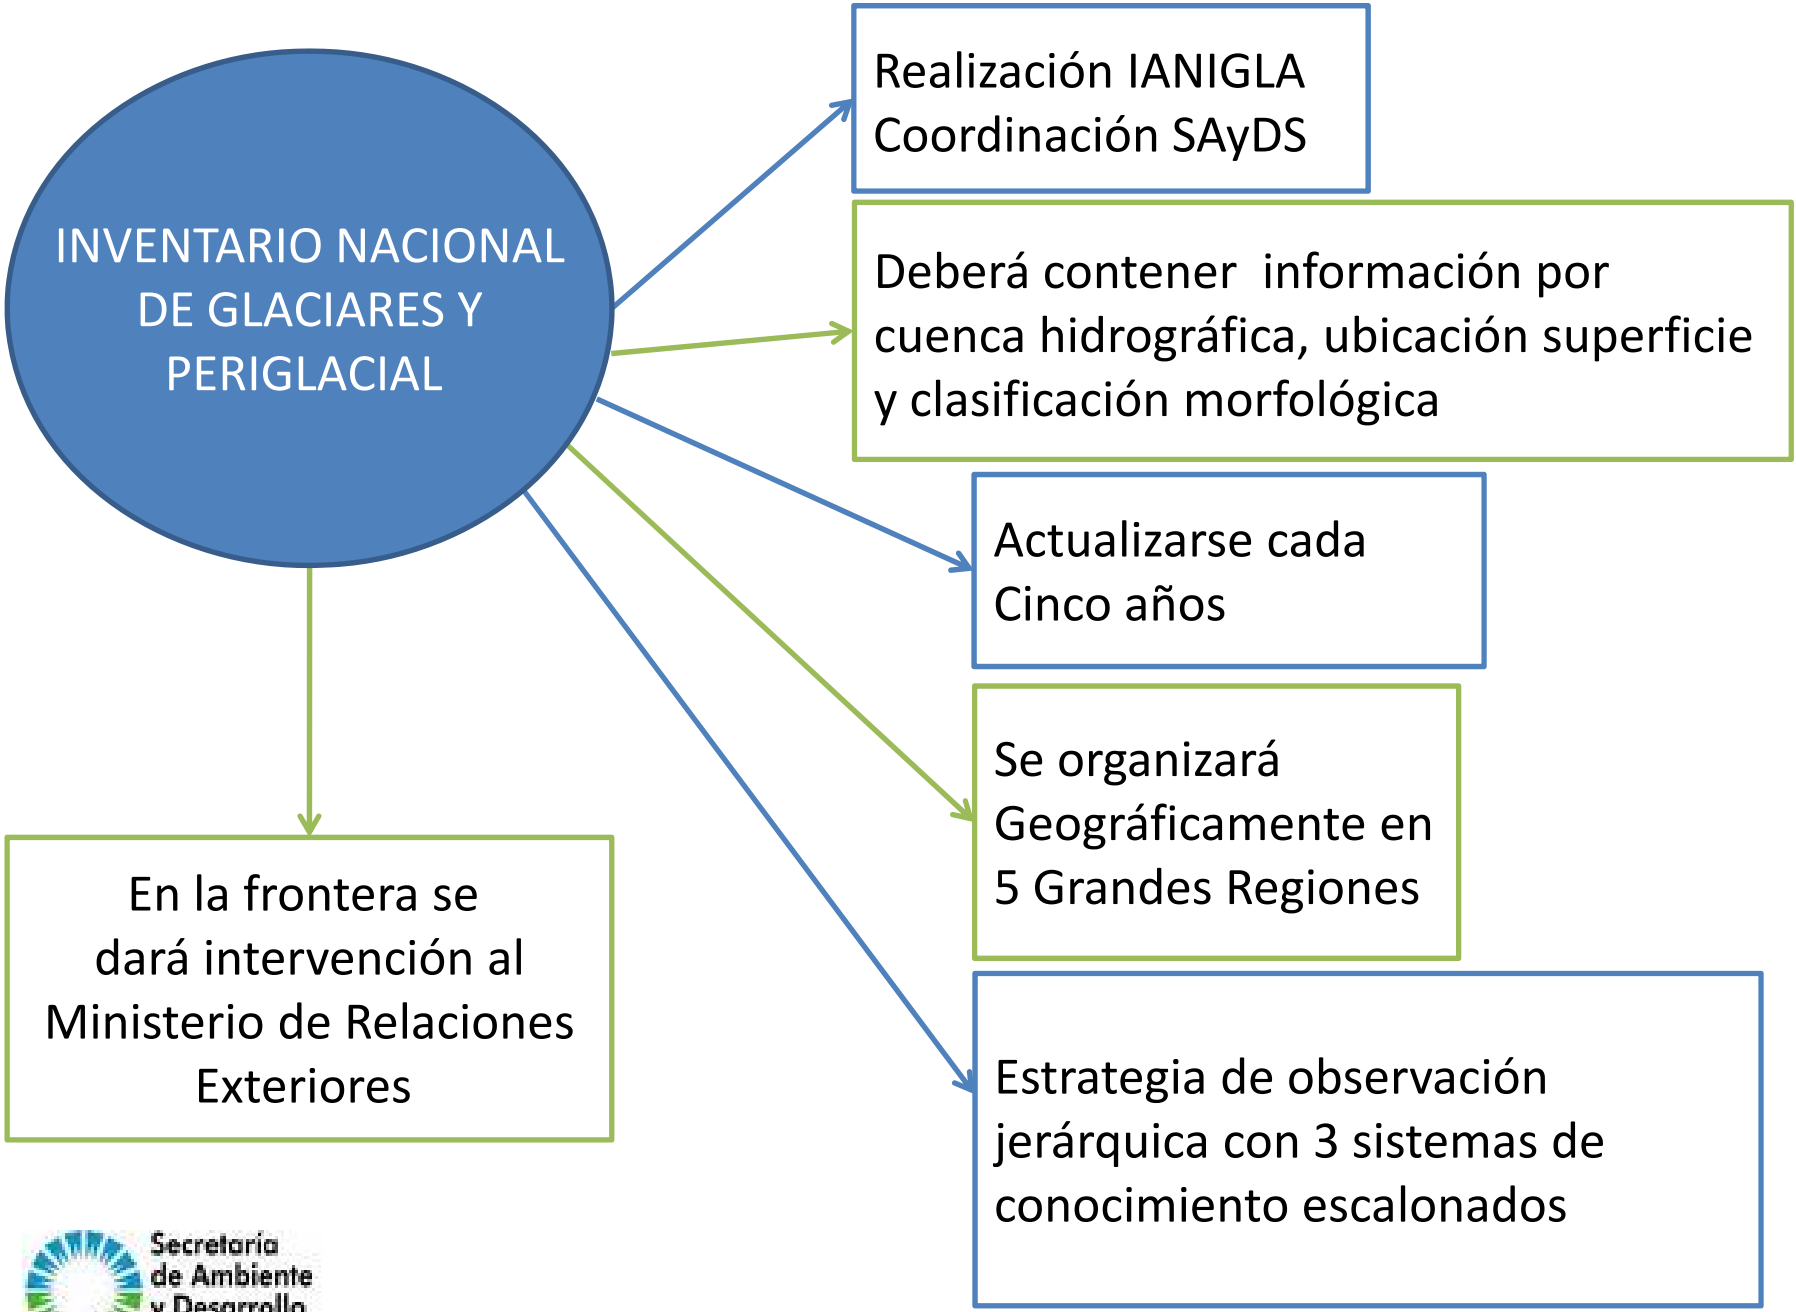 INVENTARIO NACIONAL
DE GLACIARES Y
PERIGLACIAL
Realización IANIGLA
Coordinación SAyDS
Deberá contener  información por
cuenca hidrográfica, ubicación superficie
y clasificación morfológica
Actualizarse cada
Cinco años
Se organizará
Geográficamente en
5 Grandes Regiones
Estrategia de observación
jerárquica con 3 sistemas de
conocimiento escalonados
En la frontera se
dará intervención al
Ministerio de Relaciones
Exteriores
Secretaria
de Ambiente
y Desarrollo